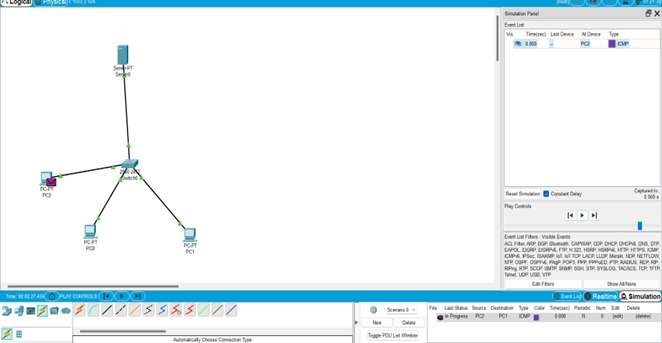 Logical Physical
Simulation Panel
Event List
Vis. Time(sec) Last Device At Device Type
0.000 -- PC2 ICMP
Server-PT
PC-PT
PC2
PC-PT
PC0
PC-PT
PC1
Reset Simulation Constant Delay Captured to:
0.000 s
Play Controls
Event List Filters - Visible Events
ACL Filter, ARP, BGP, Bluetooth, CAPWAP, CDP, DHCP, DHCPv6, DNS, DTP,
EAPOL, EIGRP, EIGRPv6, FTP, H.323, HSRP, HSRPv6, HTTP, HTTPS, ICMP,
ICMPv6, IPSec, ISAKMP, IoT, IoT TCP, LACP, LLDP, Meraki, NDP, NETFLOW,
NTP, OSPF, OSPFv6, PAgP, POP3, PPP, PPPoED, PTP, RADIUS, REP, RIP,
RIPng, RTP, SCCP, SMTP, SNMP, SSH, STP, SYSLOG, TACACS, TCP, TFTP,
Telnet, UDP, USB, VTP
Edit Filters Show All/None
PLAY CONTROLS
Event List Realtime Simulation
Scenario 0
New Delete
Toggle PDU List Window
Automatically Choose Connection Type
Fire Last Status Source Destination Type Color Time(sec) Periodic Num Edit Delete
In Progress PC2 PC1 ICMP 0.000 N 0 (edit) (delete)